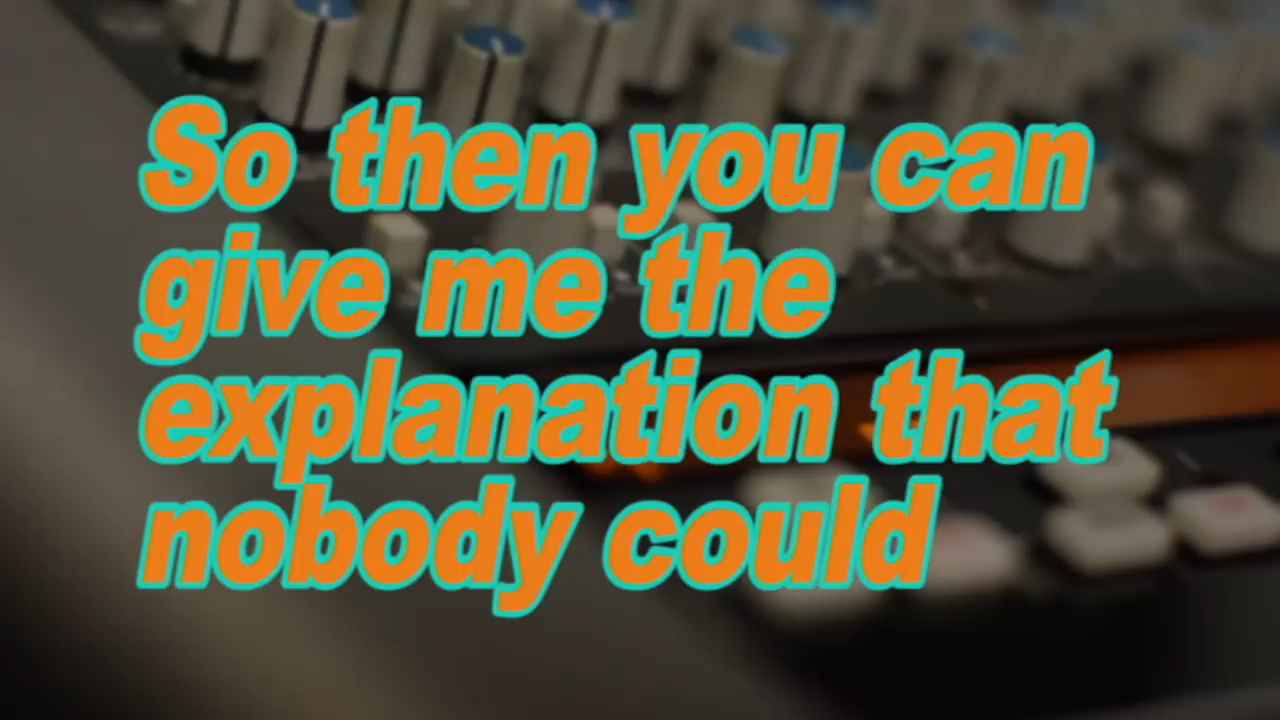 So then you can
give me the
explanation that
nobody could